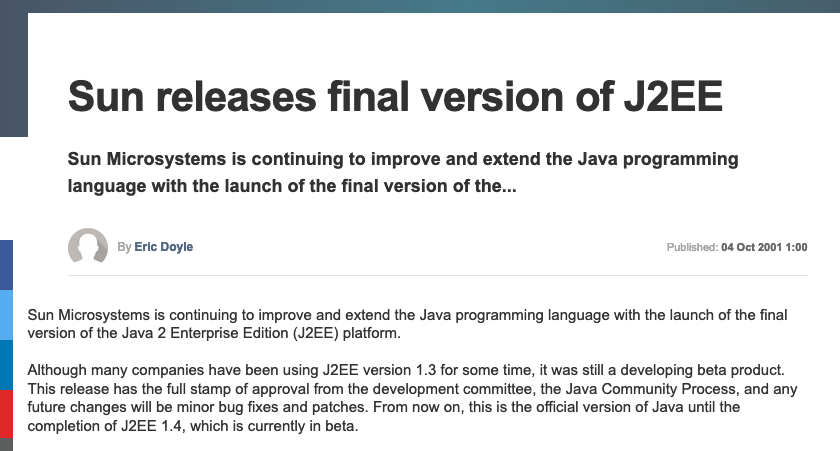 Sun releases final version of J2EE
Sun Microsystems is continuing to improve and extend the Java programming
language with the launch of the final version of the...
By Eric Doyle
Published: 04 Oct 2001 1:00
Sun Microsystems is continuing to improve and extend the Java programming language with the launch of the final
version of the Java 2 Enterprise Edition (J2EE) platform.
Although many companies have been using J2EE version 1.3 for some time, it was still a developing beta product.
This release has the full stamp of approval from the development committee, the Java Community Process, and any
future changes will be minor bug fixes and patches. From now on, this is the official version of Java until the
completion of J2EE 1.4, which is currently in beta.